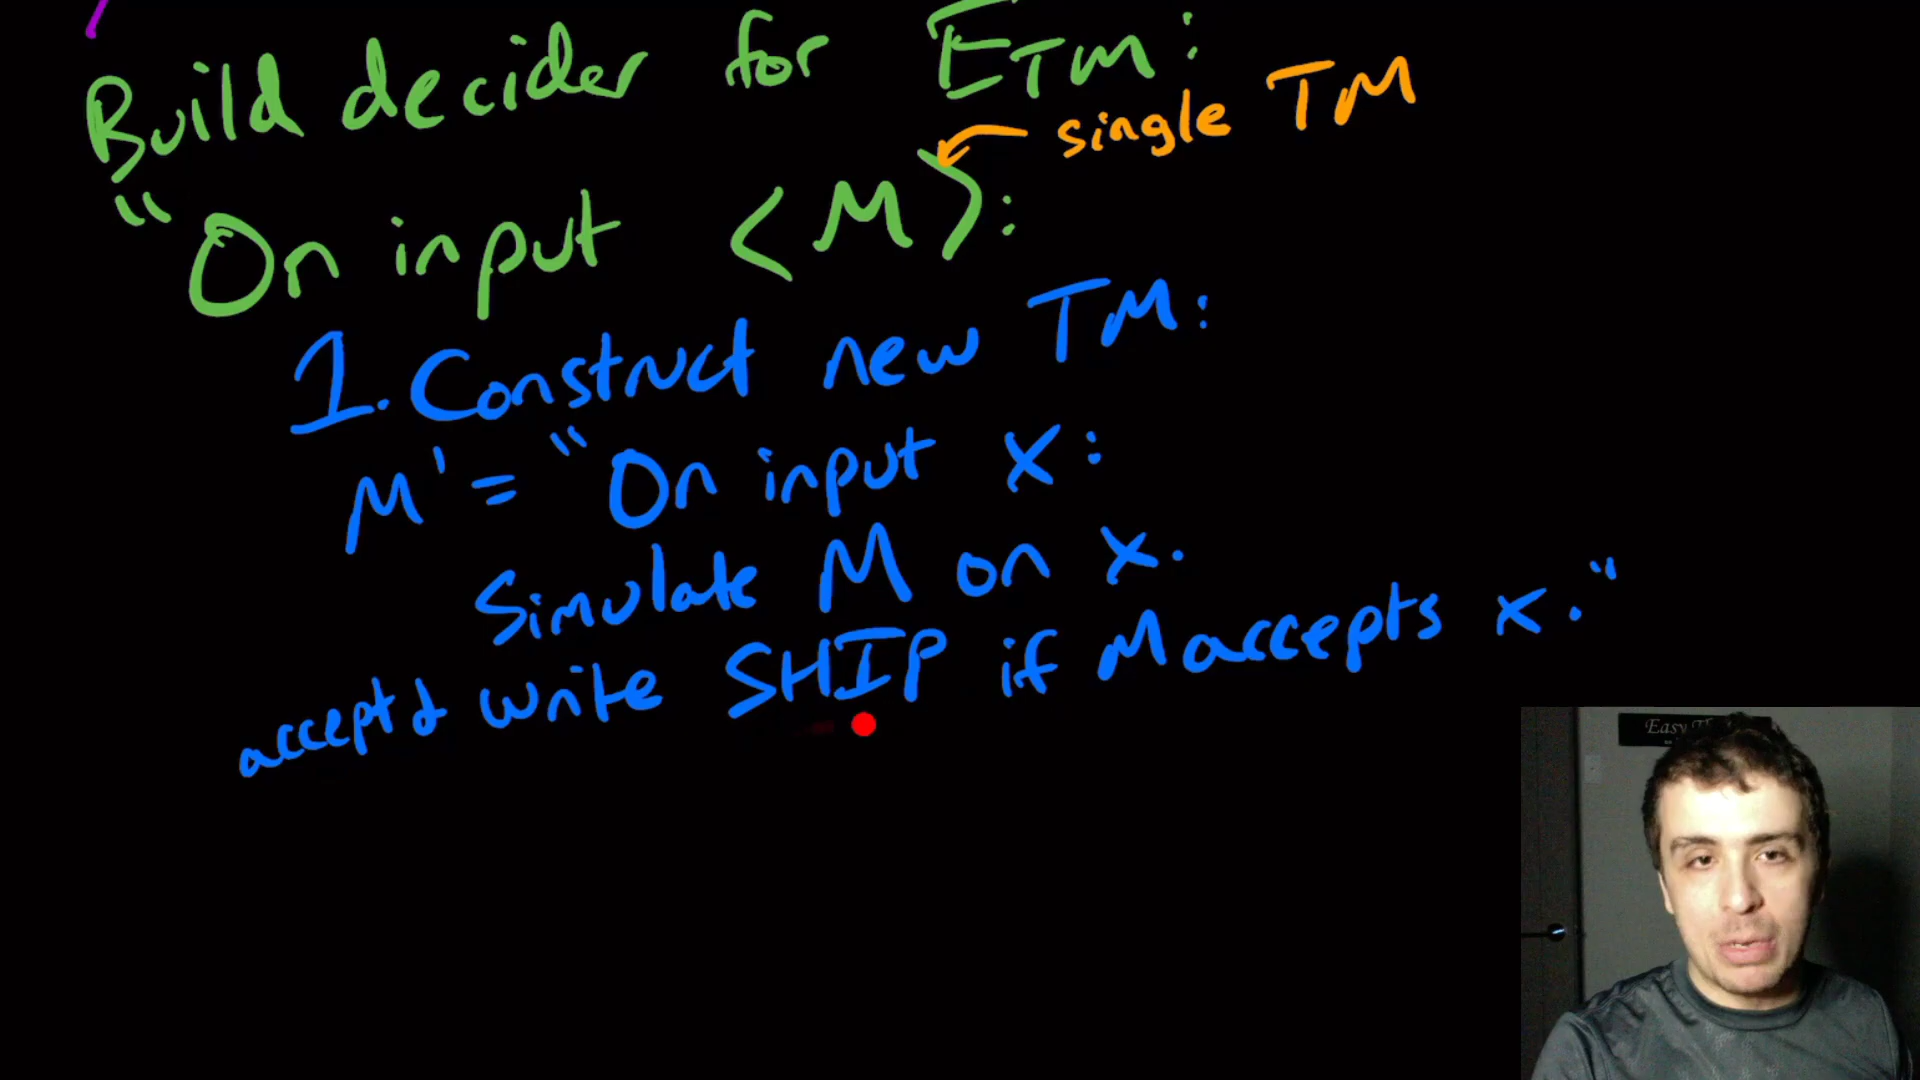 Build decider for ETM:
single TM
"On input <M>:
1. Construct new TM:
M' = "On input x:
Simulate M on x.
accept & write SHIP if M accepts x."
Easy